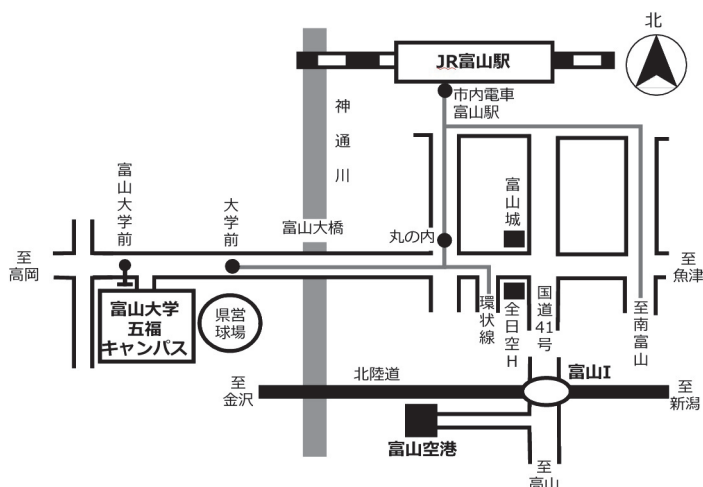 北
JR富山駅
市内電車
富山駅
神通川
富山大学前
大学前
富山大橋
丸の内
富山城
至
高岡
至
魚津
富山大学
五福
キャンパス
県営
球場
環状線
全日空H
国道41号
至南富山
北陸道
富山I
至
金沢
至
新潟
富山空港
至
高山